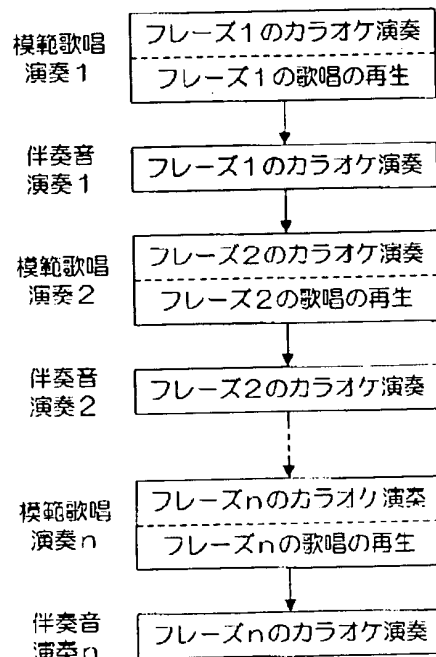 模範歌唱
演奏1
フレーズ1のカラオケ演奏
フレーズ1の歌唱の再生
伴奏音
演奏1
フレーズ1のカラオケ演奏
模範歌唱
演奏2
フレーズ2のカラオケ演奏
フレーズ2の歌唱の再生
伴奏音
演奏2
フレーズ2のカラオケ演奏
模範歌唱
演奏n
フレーズnのカラオケ演奏
フレーズnの歌唱の再生
伴奏音
演奏n
フレーズnのカラオケ演奏